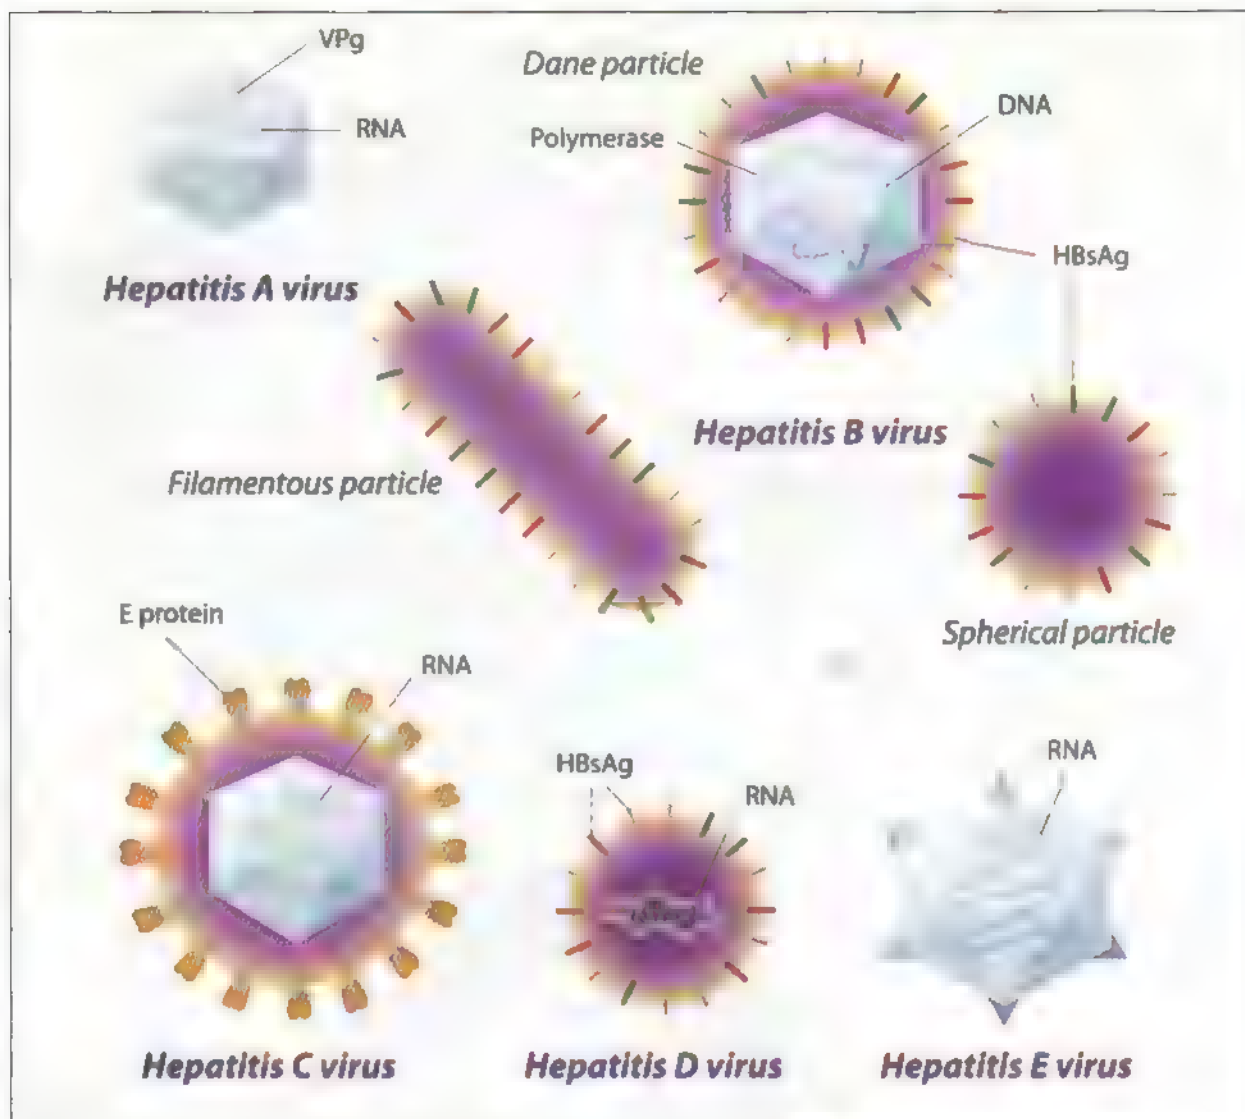 VPg
RNA
Hepatitis A virus
Dane particle
Polymerase
DNA
HBsAg
Hepatitis B virus
Filamentous particle
Spherical particle
E protein
RNA
Hepatitis C virus
HBsAg
RNA
Hepatitis D virus
RNA
Hepatitis E virus